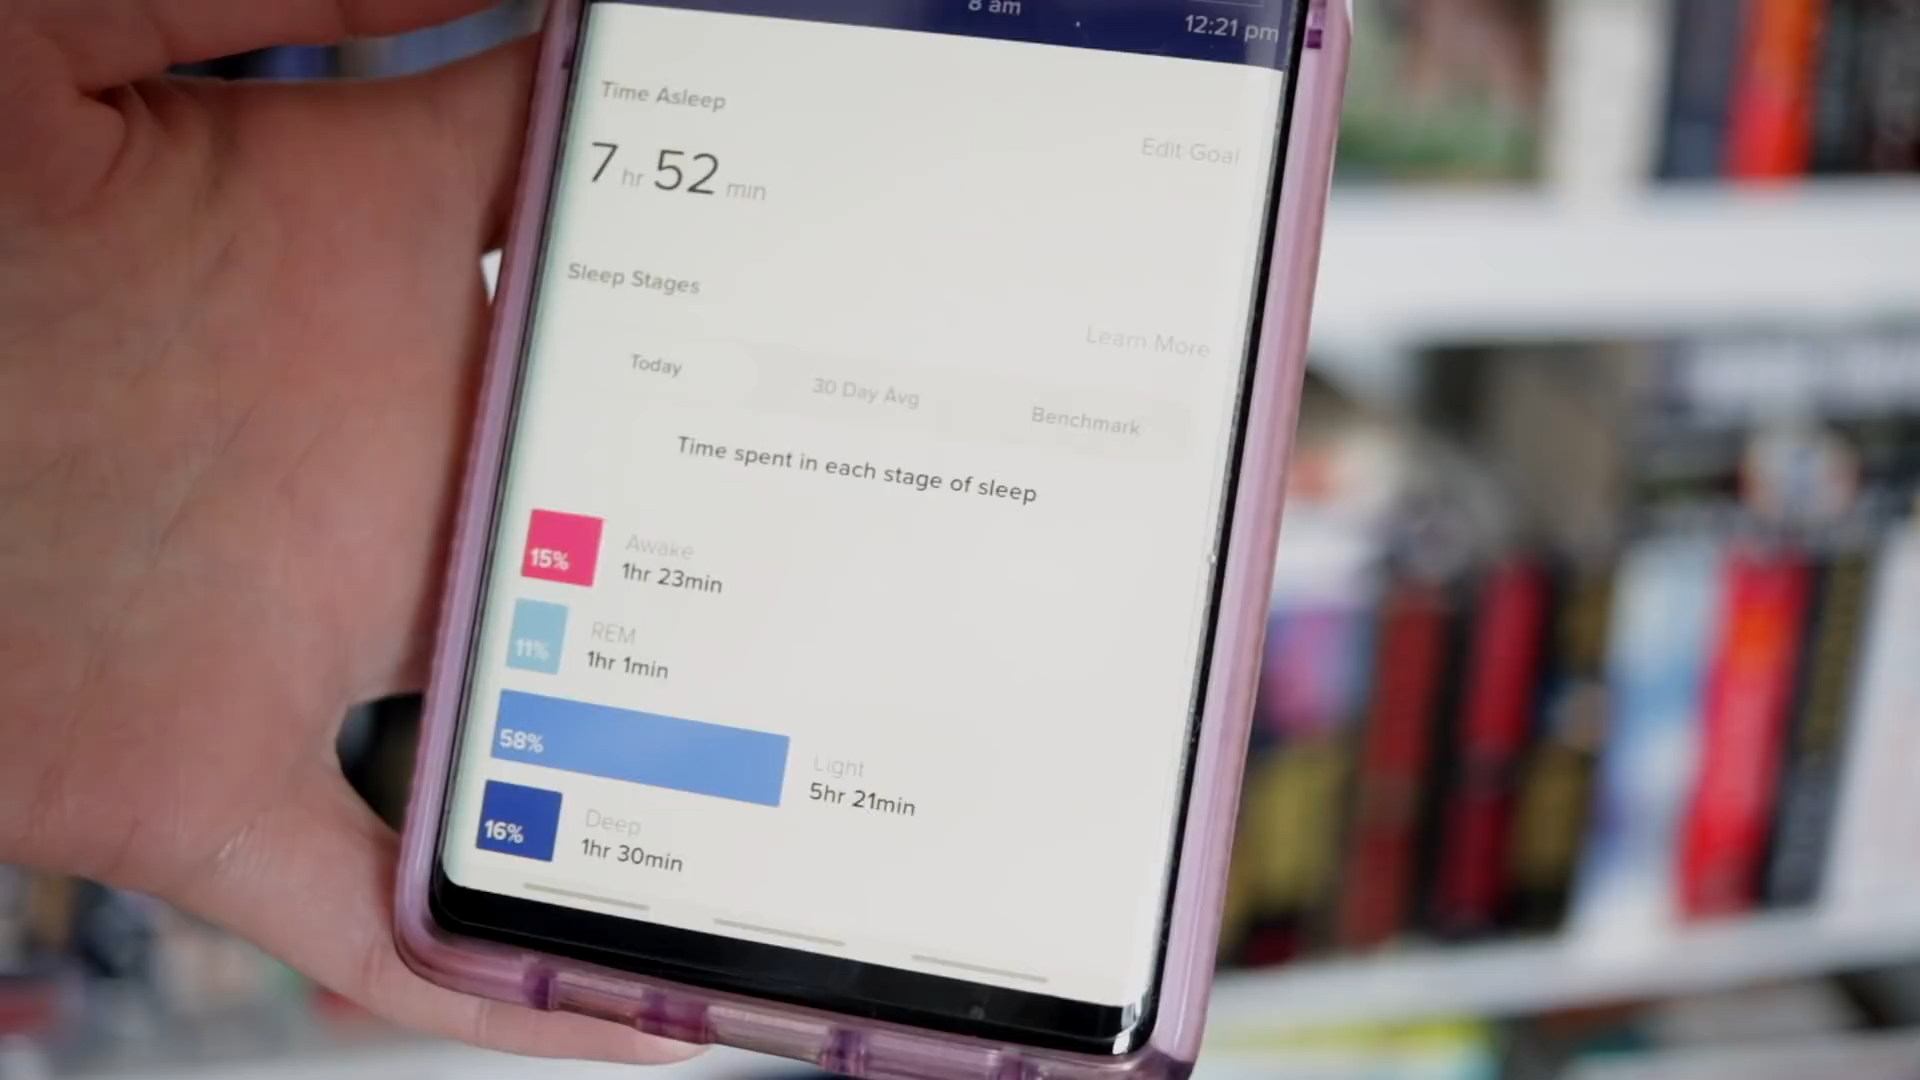 8 am
12:21 pm
Time Asleep
Edit Goal
7 hr 52 min
Sleep Stages
Learn More
Today
30 Day Avg
Benchmark
Time spent in each stage of sleep
15%
Awake
1hr 23min
11%
REM
1hr 1min
58%
Light
5hr 21min
16%
Deep
1hr 30min